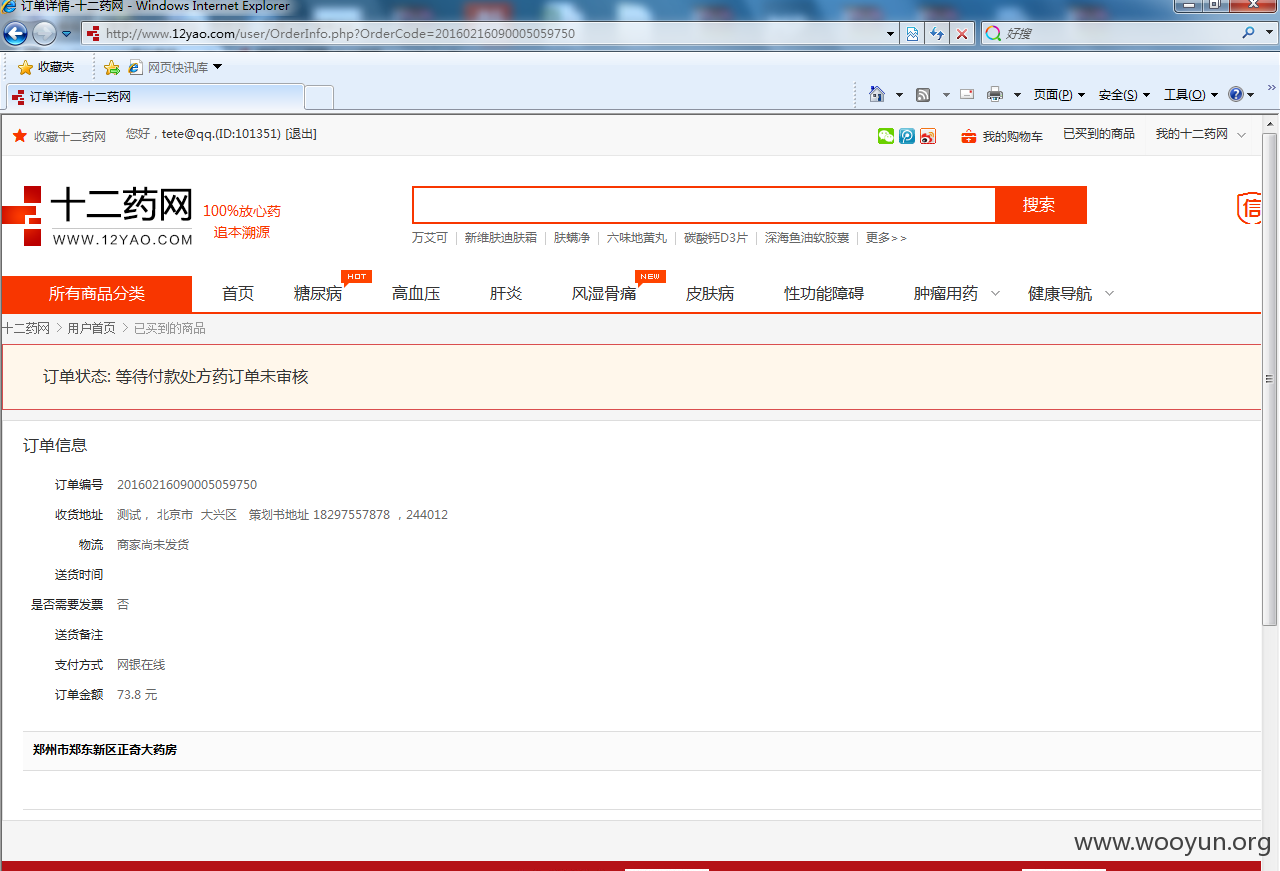 订单详情-十二药网 - Windows Internet Explorer
http://www.12yao.com/user/OrderInfo.php?OrderCode=20160216090005059750
好搜
收藏夹 网页快讯库
订单详情-十二药网
页面(P) 安全(S) 工具(O) »
收藏十二药网 您好，tete@qq.(ID:101351) [退出] 我的购物车 已买到的商品 我的十二药网
十二药网
WWW.12YAO.COM
100%放心药
追本溯源
搜索
信
万艾可 新维肤迪肤霜 肤螨净 六味地黄丸 碳酸钙D3片 深海鱼油软胶囊 更多>>
HOT NEW
所有商品分类 首页 糖尿病 高血压 肝炎 风湿骨痛 皮肤病 性功能障碍 肿瘤用药 健康导航
十二药网 > 用户首页 > 已买到的商品
订单状态: 等待付款处方药订单未审核
订单信息
订单编号 20160216090005059750
收货地址 测试， 北京市 大兴区 策划书地址 18297557878 ，244012
物流 商家尚未发货
送货时间
是否需要发票 否
送货备注
支付方式 网银在线
订单金额 73.8 元
郑州市郑东新区正奇大药房
www.wooyun.org